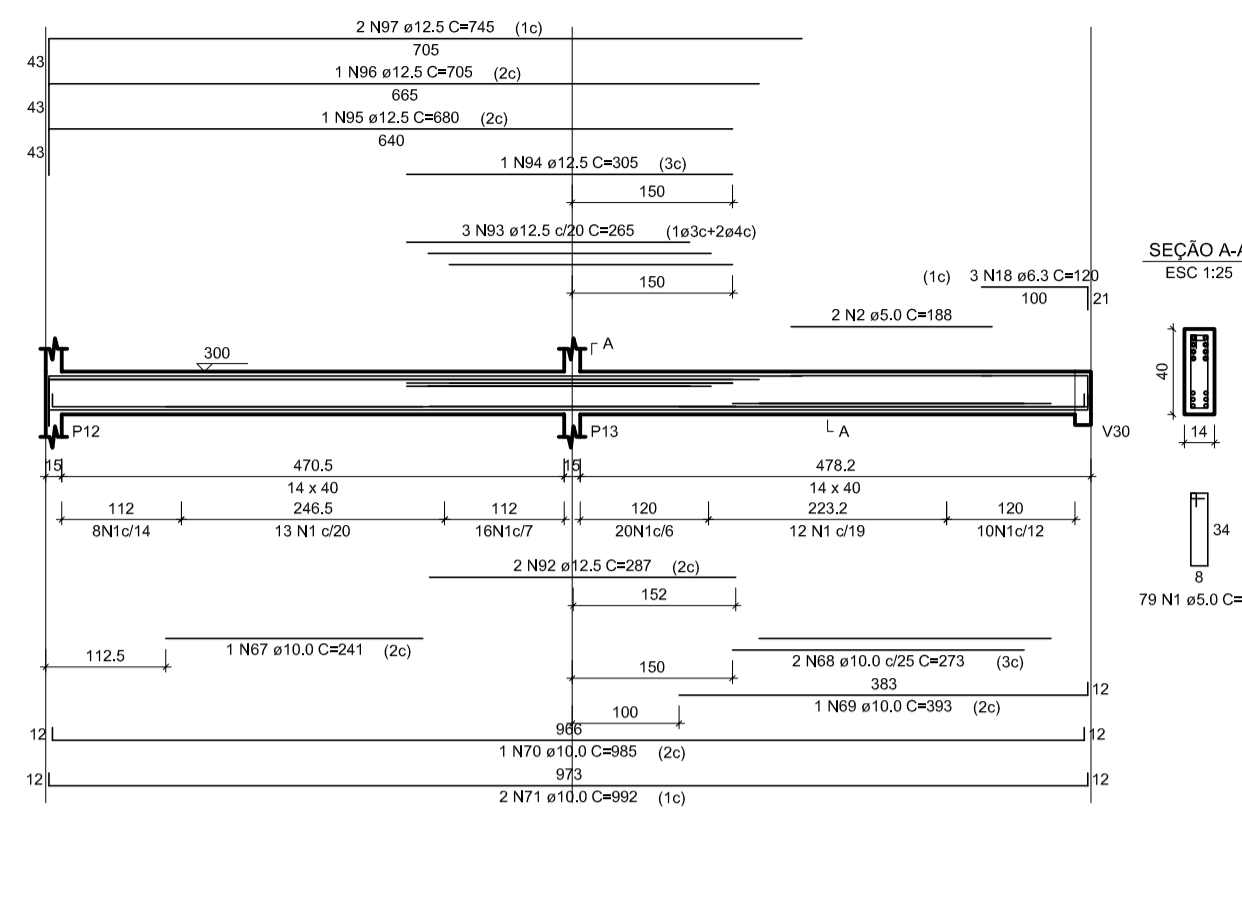 2 N97 ø12.5 C=745 (1c)
43
705
1 N96 ø12.5 C=705 (2c)
43
665
1 N95 ø12.5 C=680 (2c)
43
640
1 N94 ø12.5 C=305 (3c)
150
3 N93 ø12.5 c/20 C=265 (1ø3c+2ø4c)
150
(1c) 3 N18 ø6.3 C=120
100 21
2 N2 ø5.0 C=188
SEÇÃO A-A
ESC 1:25
300
A
40
14
P12 P13 A V30
15 470.5 15 478.2
14 x 40 14 x 40
112 246.5 112 120 223.2 120
8N1c/14 13 N1 c/20 16N1c/7 20N1c/6 12 N1 c/19 10N1c/12
34
8
79 N1 ø5.0 C=
2 N92 ø12.5 C=287 (2c)
152
1 N67 ø10.0 C=241 (2c)
112.5
2 N68 ø10.0 c/25 C=273 (3c)
150
383
12
1 N69 ø10.0 C=393 (2c)
100
12 966 12
1 N70 ø10.0 C=985 (2c)
12 973 12
2 N71 ø10.0 C=992 (1c)